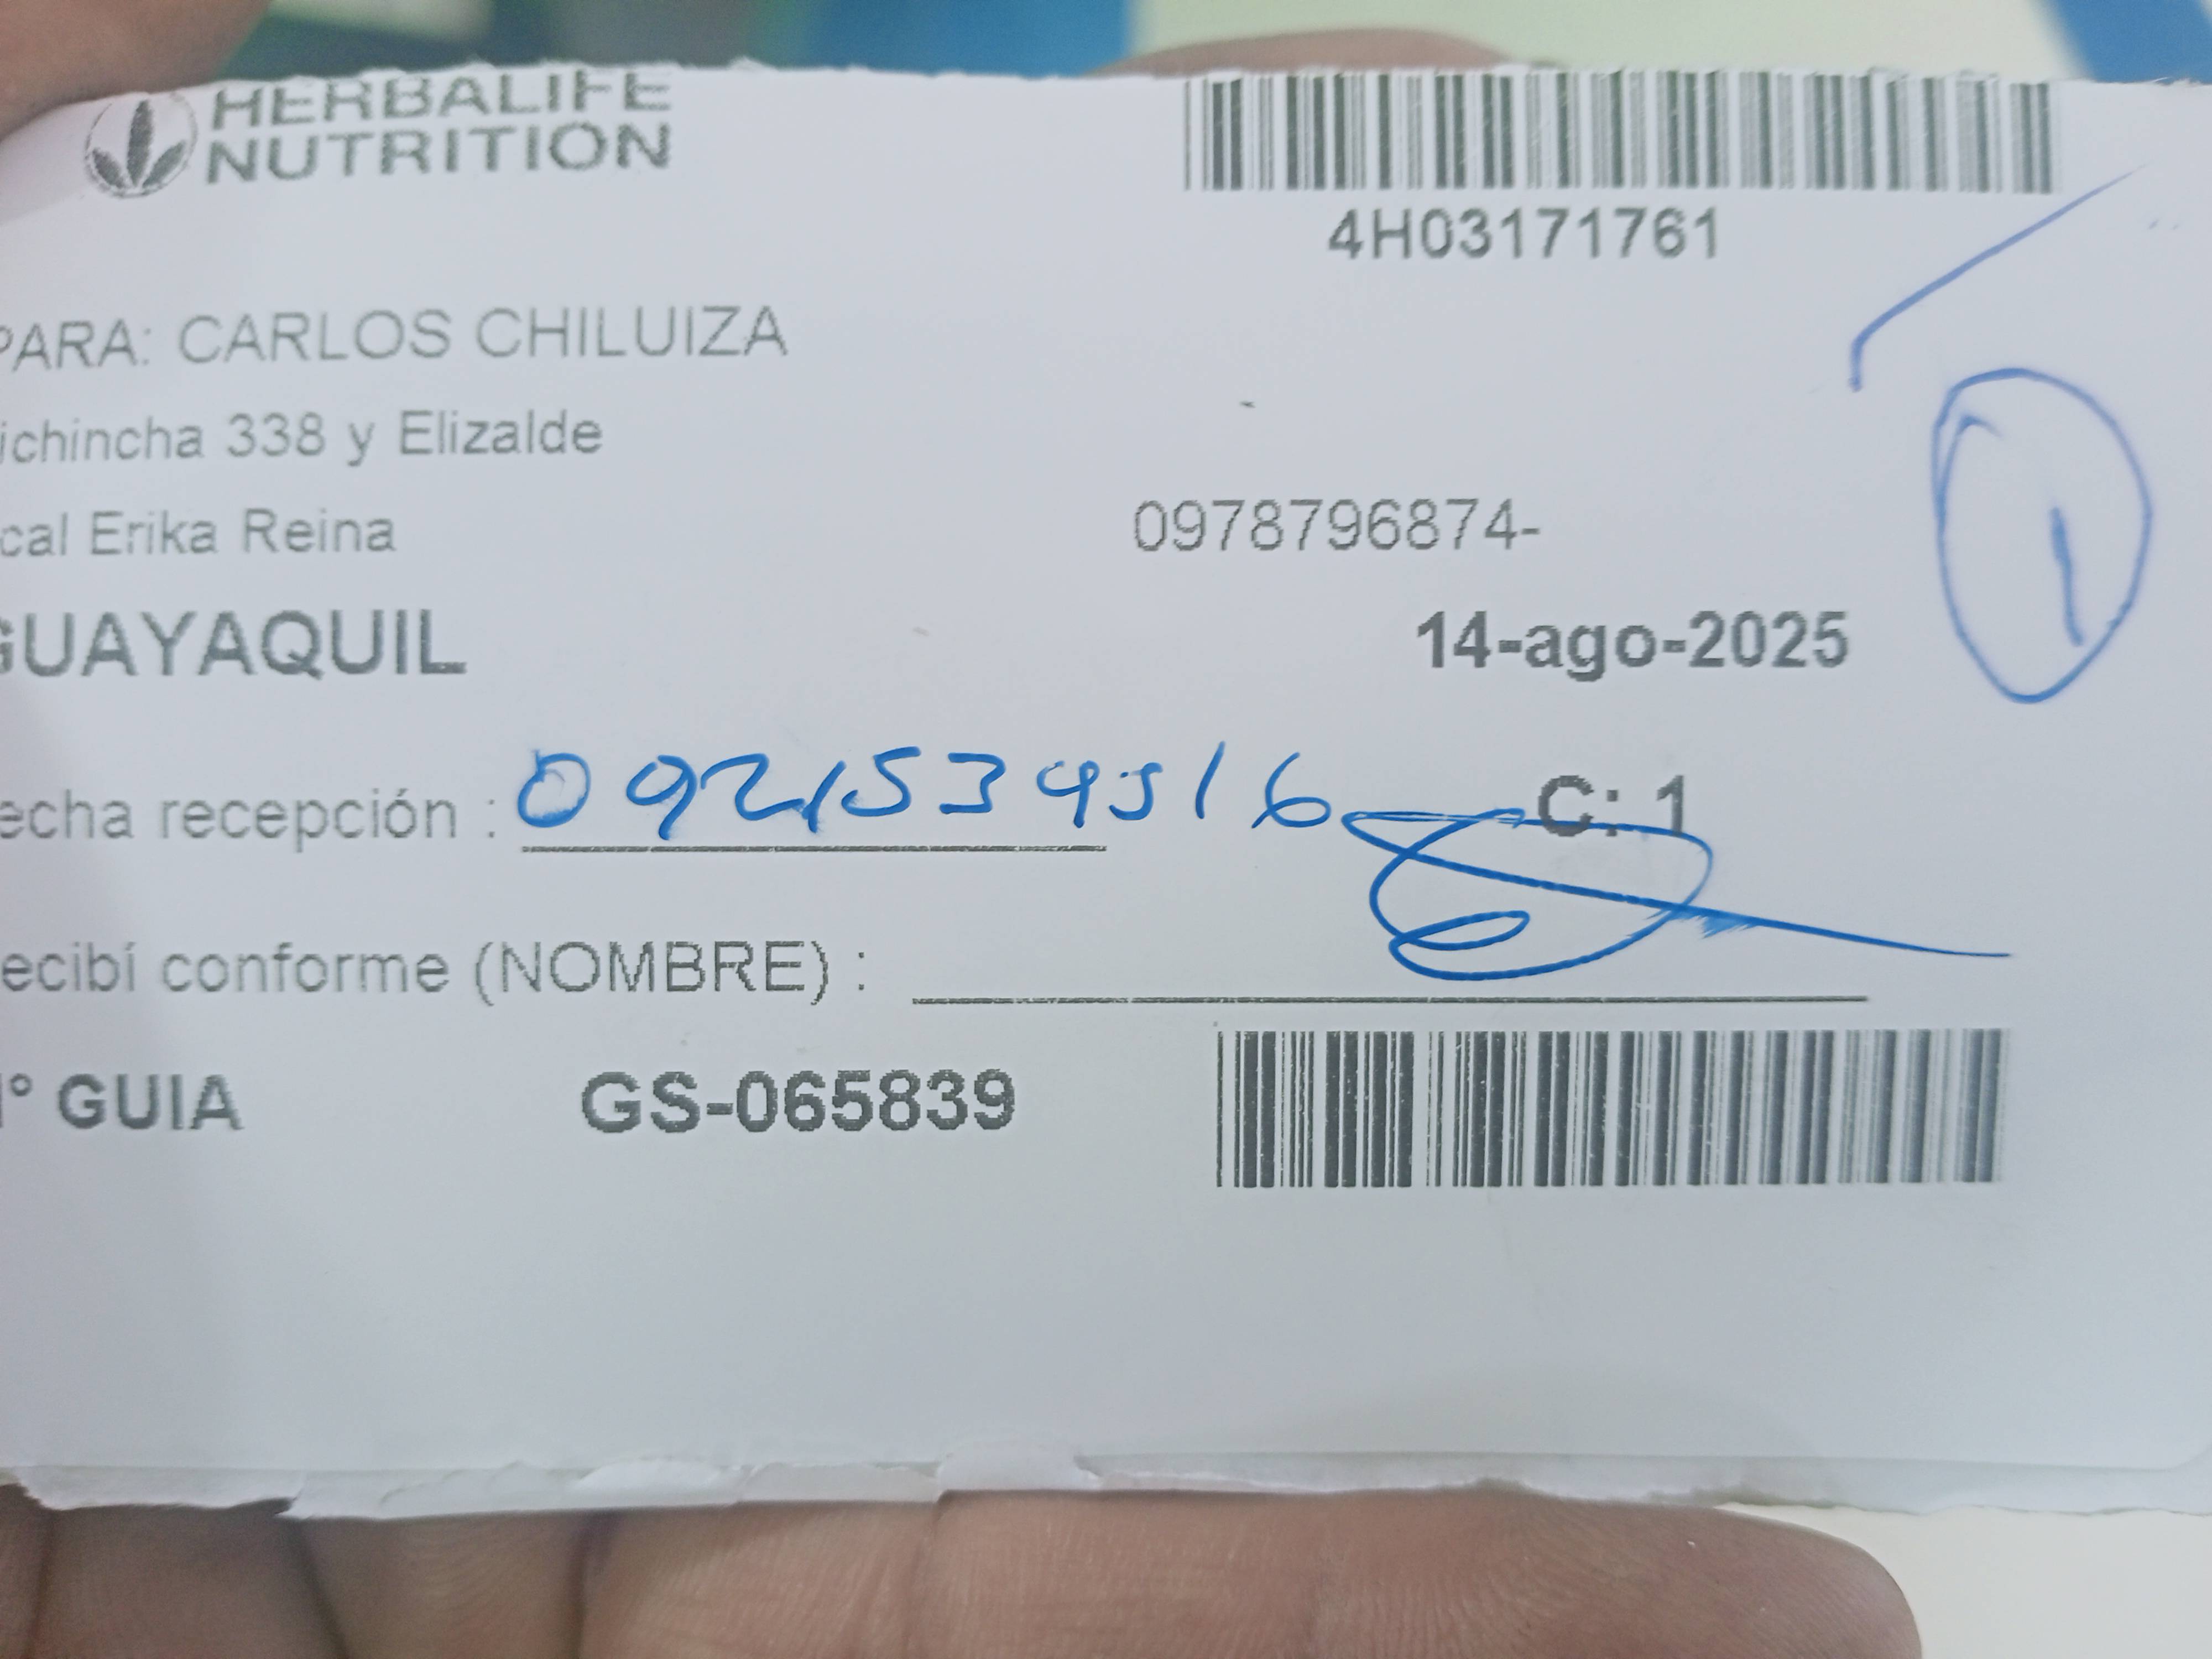 HERBALIFE
NUTRITION
4H03171761
PARA: CARLOS CHILUIZA
ichincha 338 y Elizalde
cal Erika Reina
0978796874-
GUAYAQUIL
14-ago-2025
1
echa recepción : 0921534516
C: 1
ecibí conforme (NOMBRE) :
° GUIA GS-065839